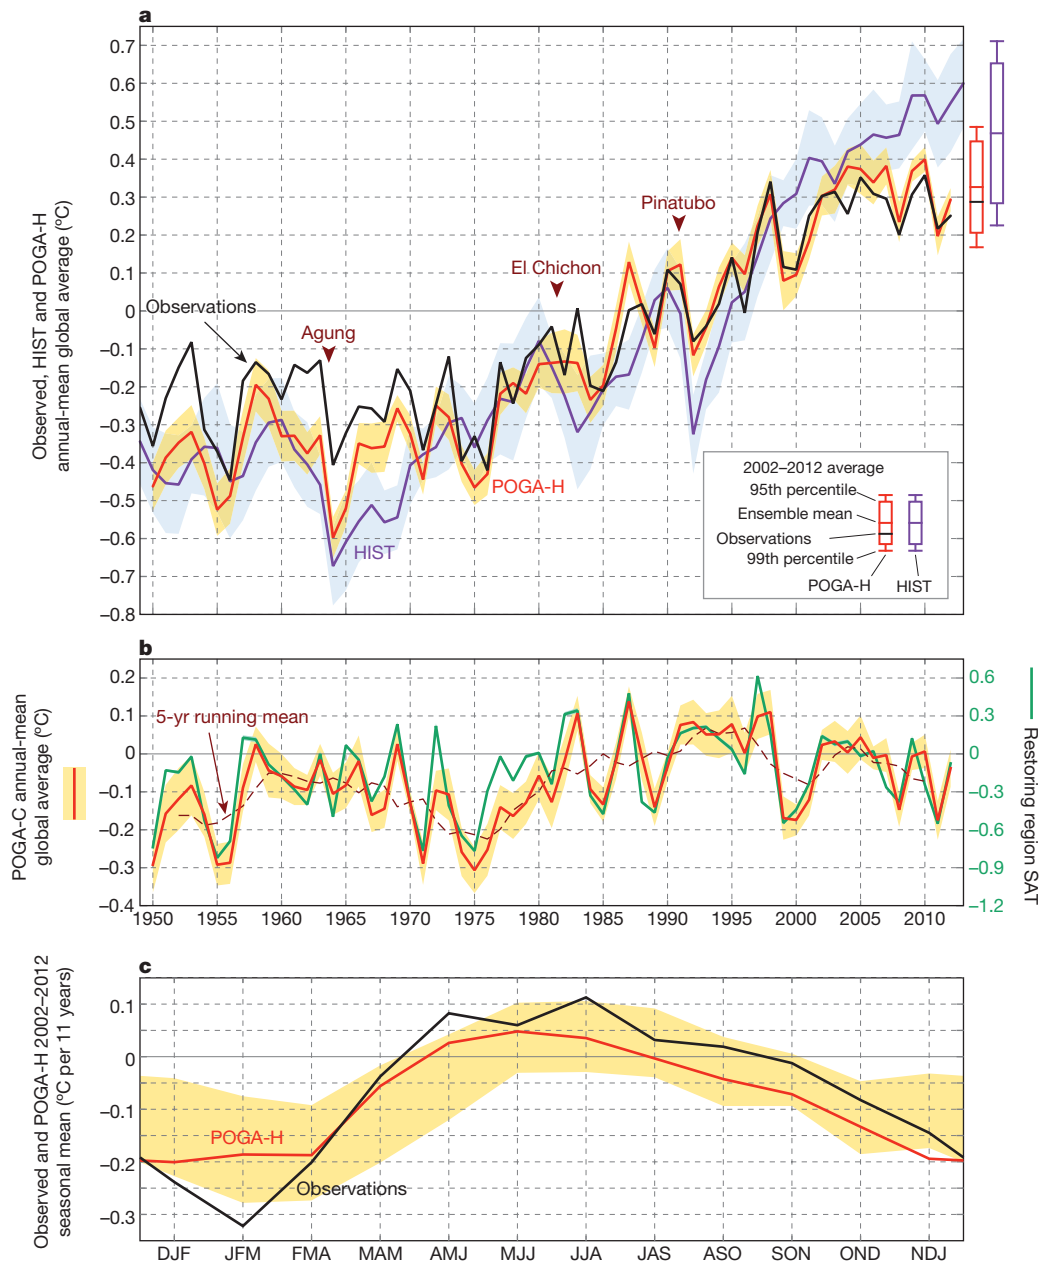 a
Observed, HIST and POGA-H
annual-mean global average (ºC)
0.7
0.6
0.5
0.4
0.3
0.2
0.1
0
–0.1
–0.2
–0.3
–0.4
–0.5
–0.6
–0.7
–0.8
Observations
Agung
El Chichon
Pinatubo
POGA-H
HIST
2002–2012 average
95th percentile
Ensemble mean
Observations
99th percentile
POGA-H
HIST
b
POGA-C annual-mean
global average (ºC)
0.2
0.1
0
–0.1
–0.2
–0.3
–0.4
5-yr running mean
0.6
0.3
0
–0.3
–0.6
–0.9
–1.2
Restoring region SAT
1950 1955 1960 1965 1970 1975 1980 1985 1990 1995 2000 2005 2010
c
Observed and POGA-H 2002–2012
seasonal mean (ºC per 11 years)
0.1
0
–0.1
–0.2
–0.3
POGA-H
Observations
DJF JFM FMA MAM AMJ MJJ JJA JAS ASO SON OND NDJ